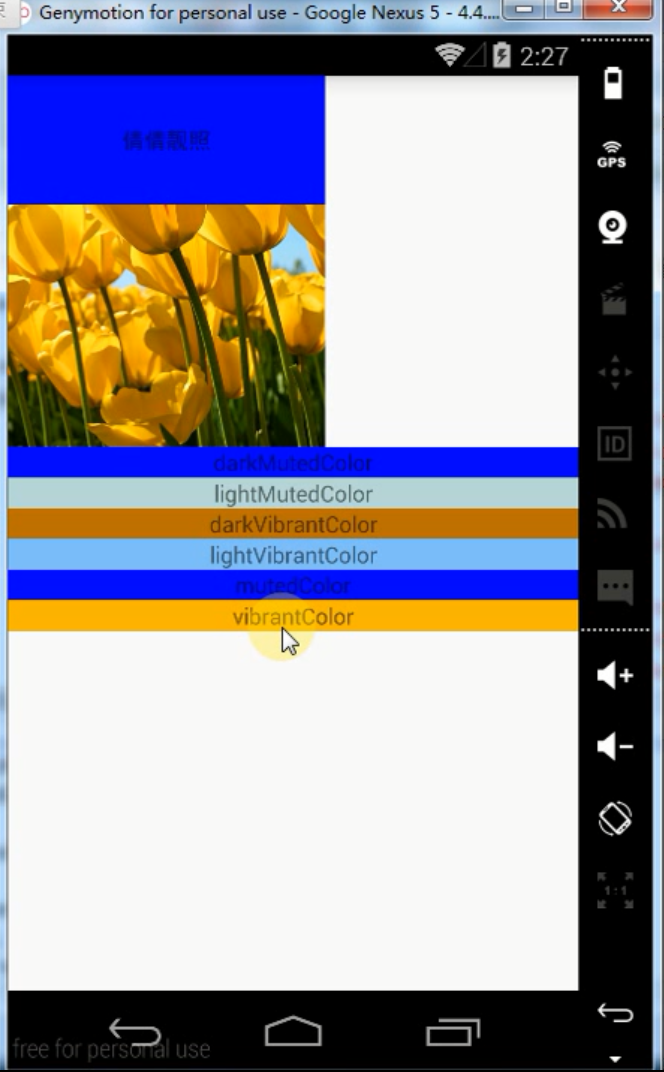 Genymotion for personal use - Google Nexus 5 - 4.4....
2:27
GPS
倩倩靓照
ID
darkMutedColor
lightMutedColor
darkVibrantColor
lightVibrantColor
mutedColor
vibrantColor
1:1
free for personal use